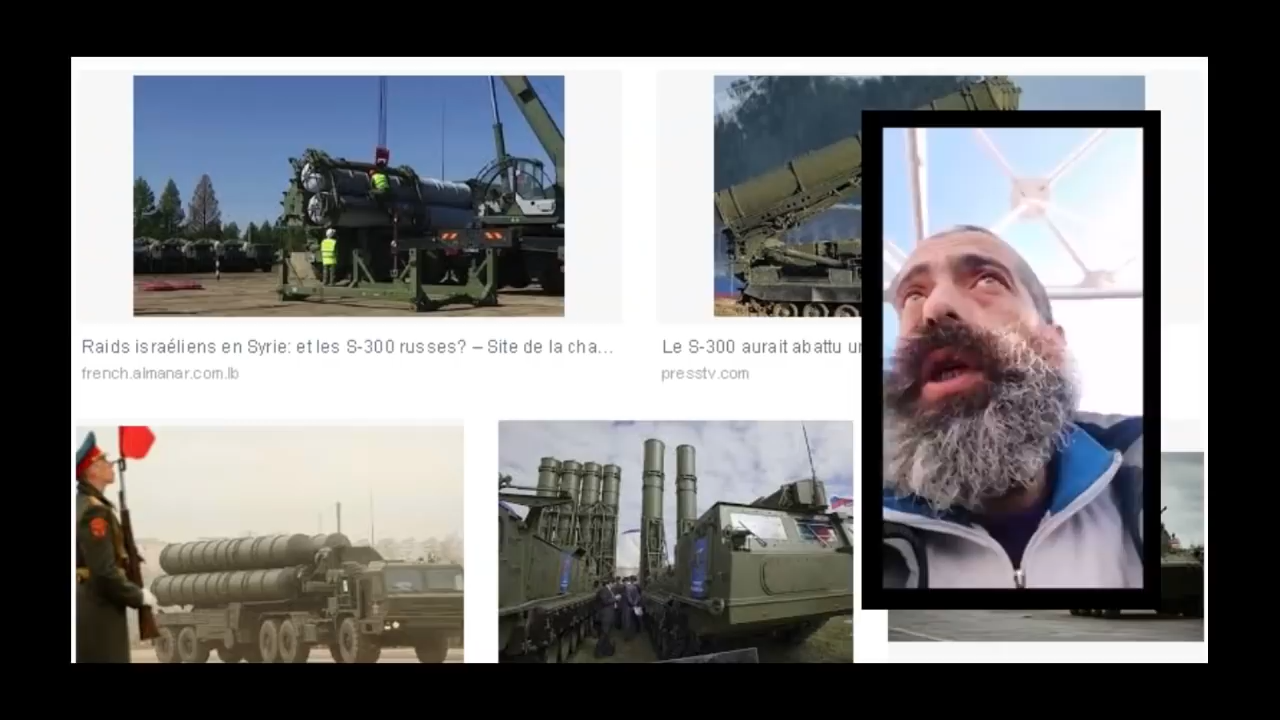 Raids israéliens en Syrie: et les S-300 russes? – Site de la cha...
french.almanar.com.lb
Le S-300 aurait abattu
presstv.com